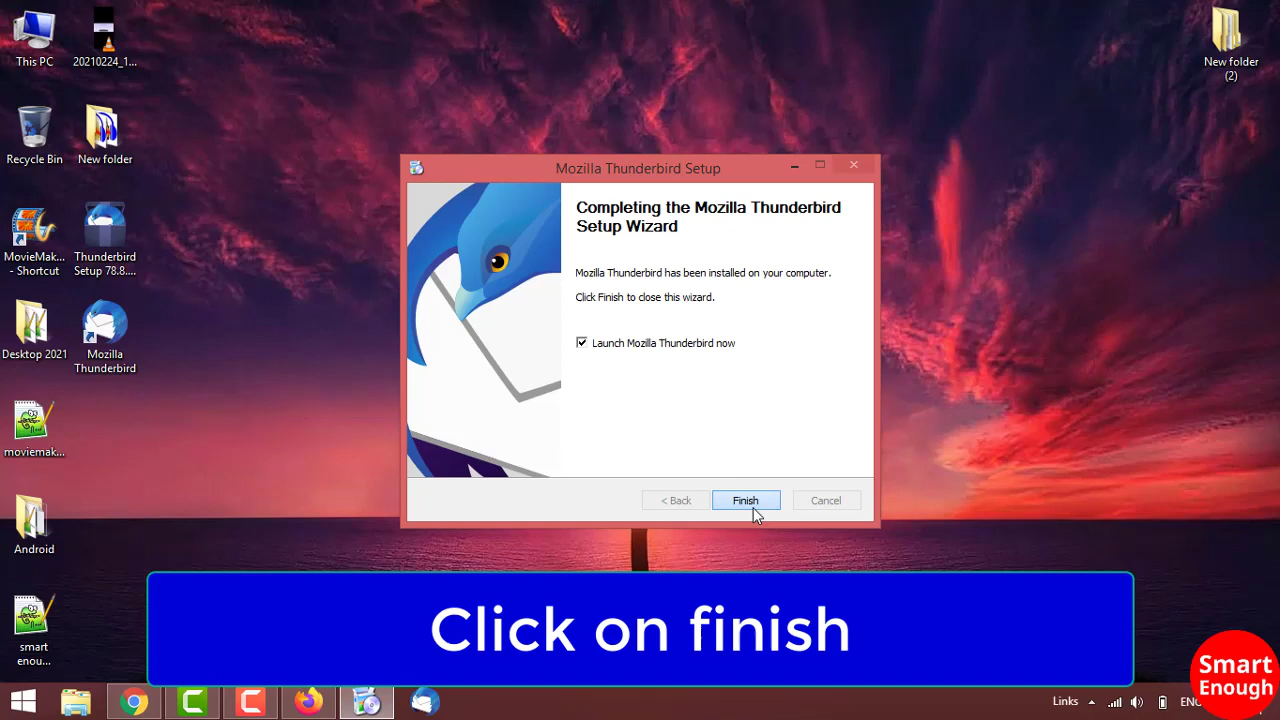 This PC
20210224_1...
New folder
(2)
Recycle Bin
New folder
MovieMak...
- Shortcut
Thunderbird
Setup 78.8....
Desktop 2021
Mozilla
Thunderbird
moviemak...
Android
smart
enou...
Mozilla Thunderbird Setup
Completing the Mozilla Thunderbird
Setup Wizard
Mozilla Thunderbird has been installed on your computer.
Click Finish to close this wizard.
Launch Mozilla Thunderbird now
< Back
Finish
Cancel
Click on finish
Smart
Enough
Links